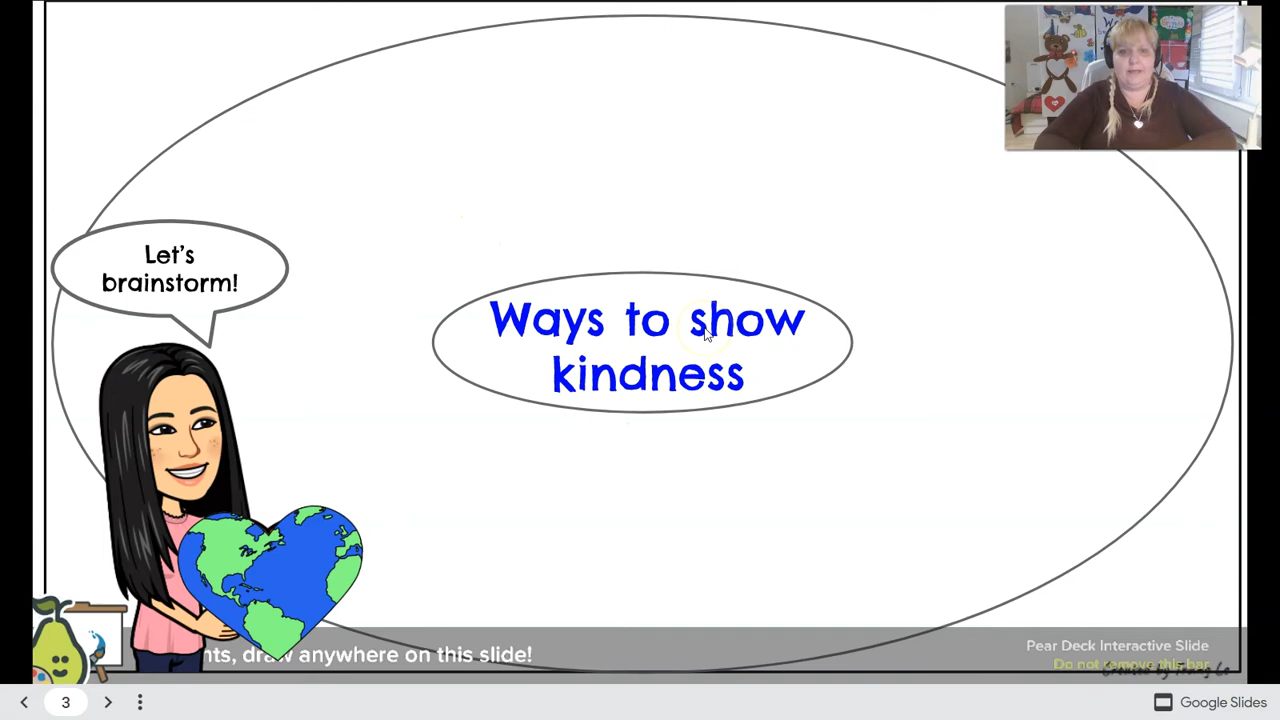 Let's
brainstorm!
Ways to show
kindness
nts, draw anywhere on this slide!
Pear Deck Interactive Slide
Do not remove this bar
3
Google Slides